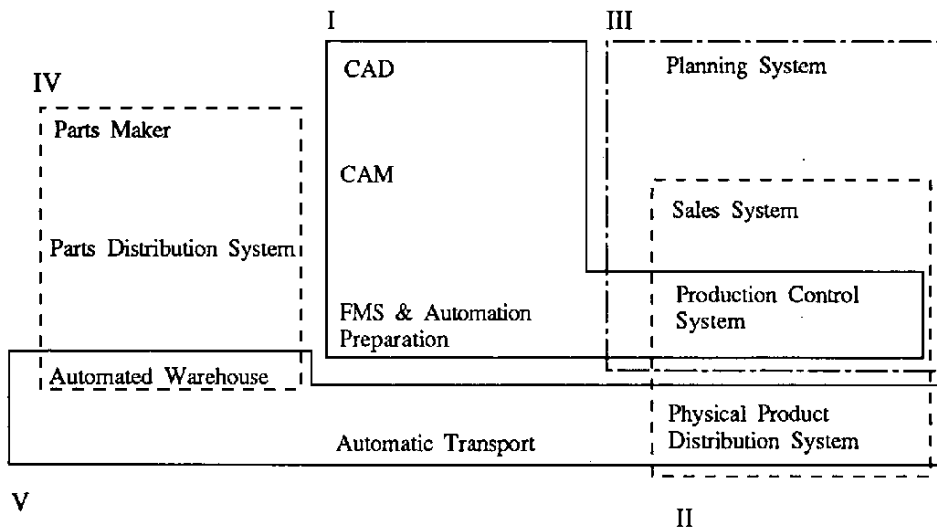 I
III
CAD
Planning System
IV
Parts Maker
CAM
Sales System
Parts Distribution System
Production Control
System
FMS & Automation
Preparation
Automated Warehouse
Physical Product
Distribution System
Automatic Transport
V
II